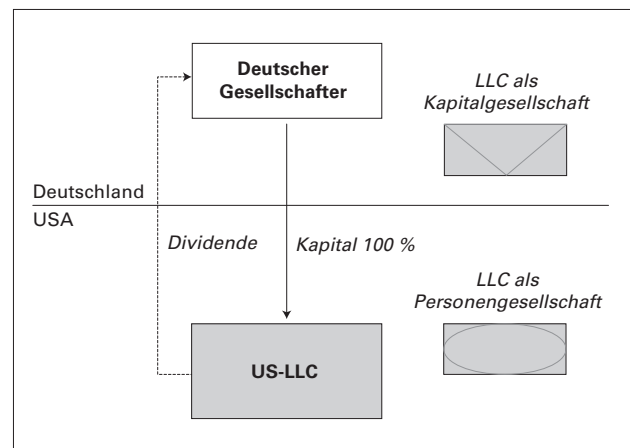 Deutscher
Gesellschafter
LLC als
Kapitalgesellschaft
Deutschland
USA
Dividende
Kapital 100 %
LLC als
Personengesellschaft
US-LLC